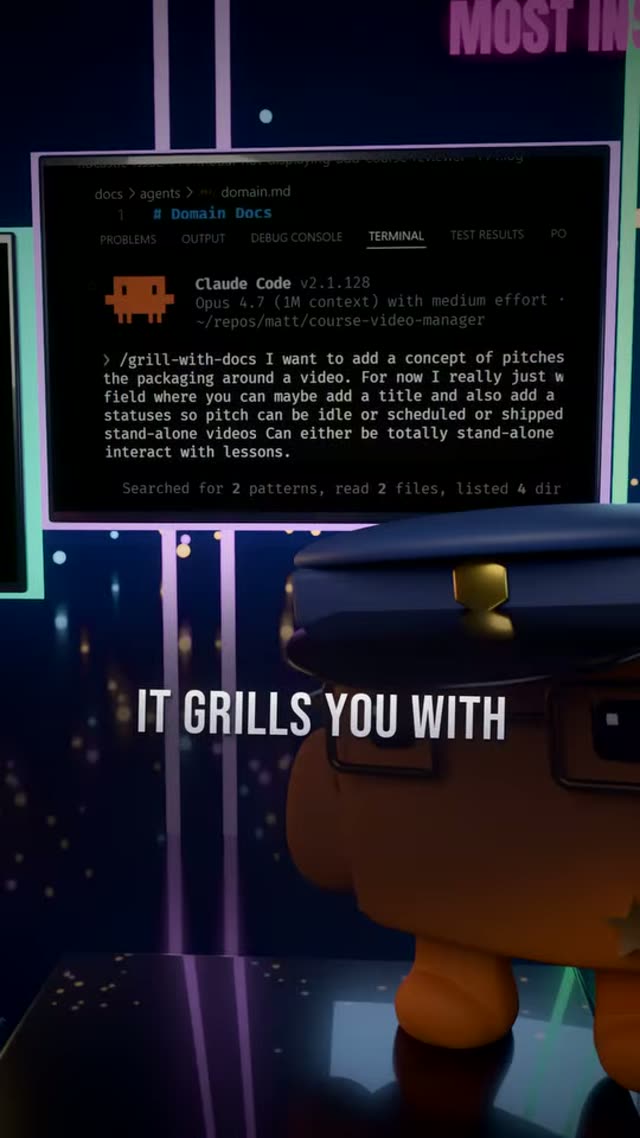 MOST IN
docs > agents > domain.md
1 # Domain Docs
PROBLEMS OUTPUT DEBUG CONSOLE TERMINAL TEST RESULTS PO
Claude Code v2.1.128
Opus 4.7 (1M context) with medium effort ·
~/repos/matt/course-video-manager
> /grill-with-docs I want to add a concept of pitches
the packaging around a video. For now I really just w
field where you can maybe add a title and also add a
statuses so pitch can be idle or scheduled or shipped
stand-alone videos Can either be totally stand-alone
interact with lessons.
Searched for 2 patterns, read 2 files, listed 4 dir
IT GRILLS YOU WITH